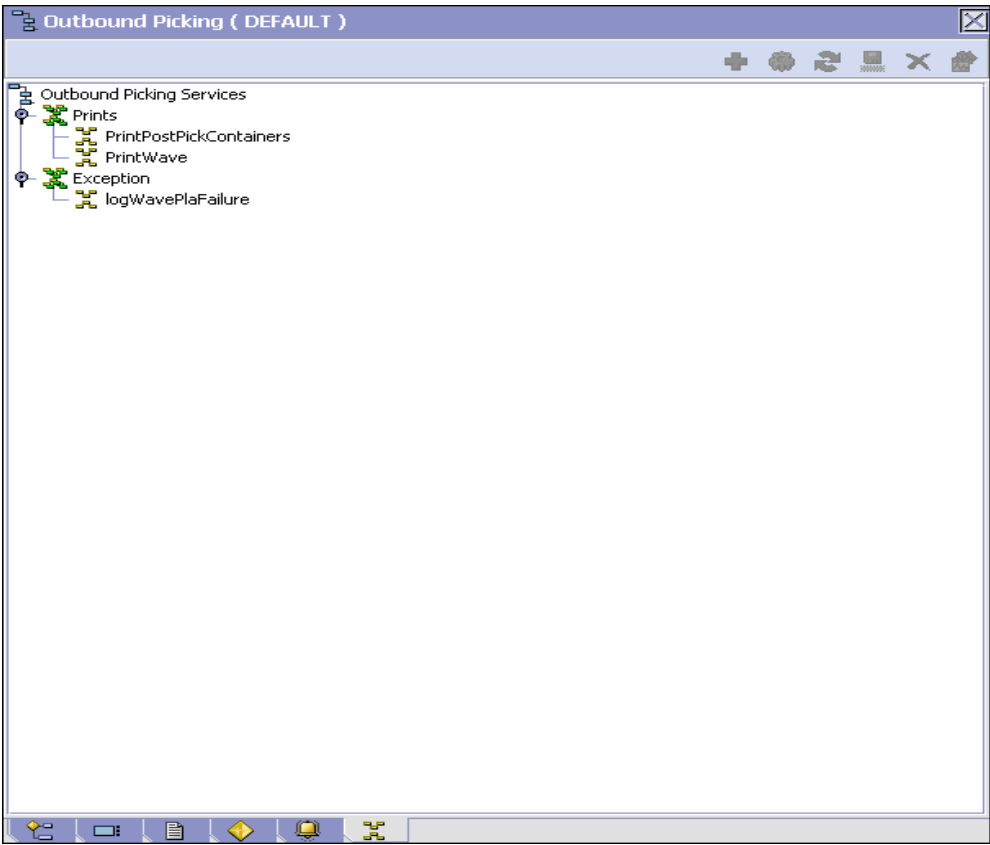 Outbound Picking ( DEFAULT )
Outbound Picking Services
Prints
PrintPostPickContainers
PrintWave
Exception
logWavePlaFailure